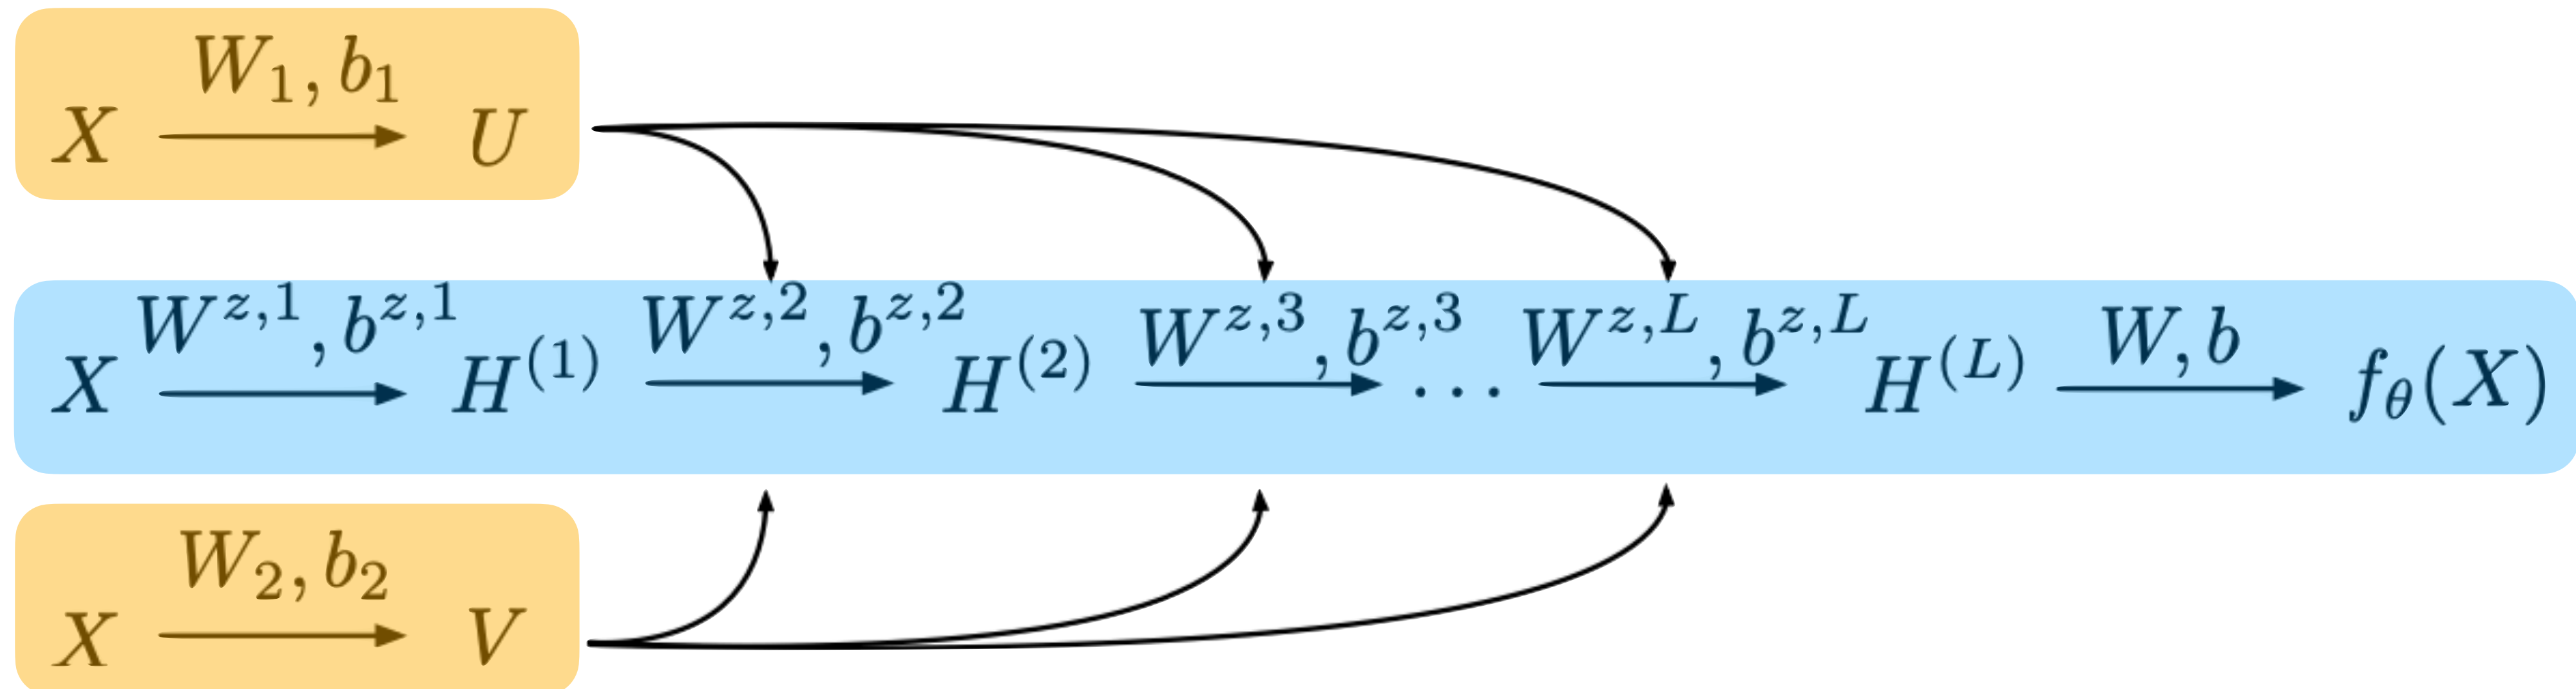 W₁, b₁
X → U
W^{z,1}, b^{z,1} W^{z,2}, b^{z,2} W^{z,3}, b^{z,3} W^{z,L}, b^{z,L} W, b
X → H^{(1)} → H^{(2)} → ... → H^{(L)} → f_θ(X)
W₂, b₂
X → V